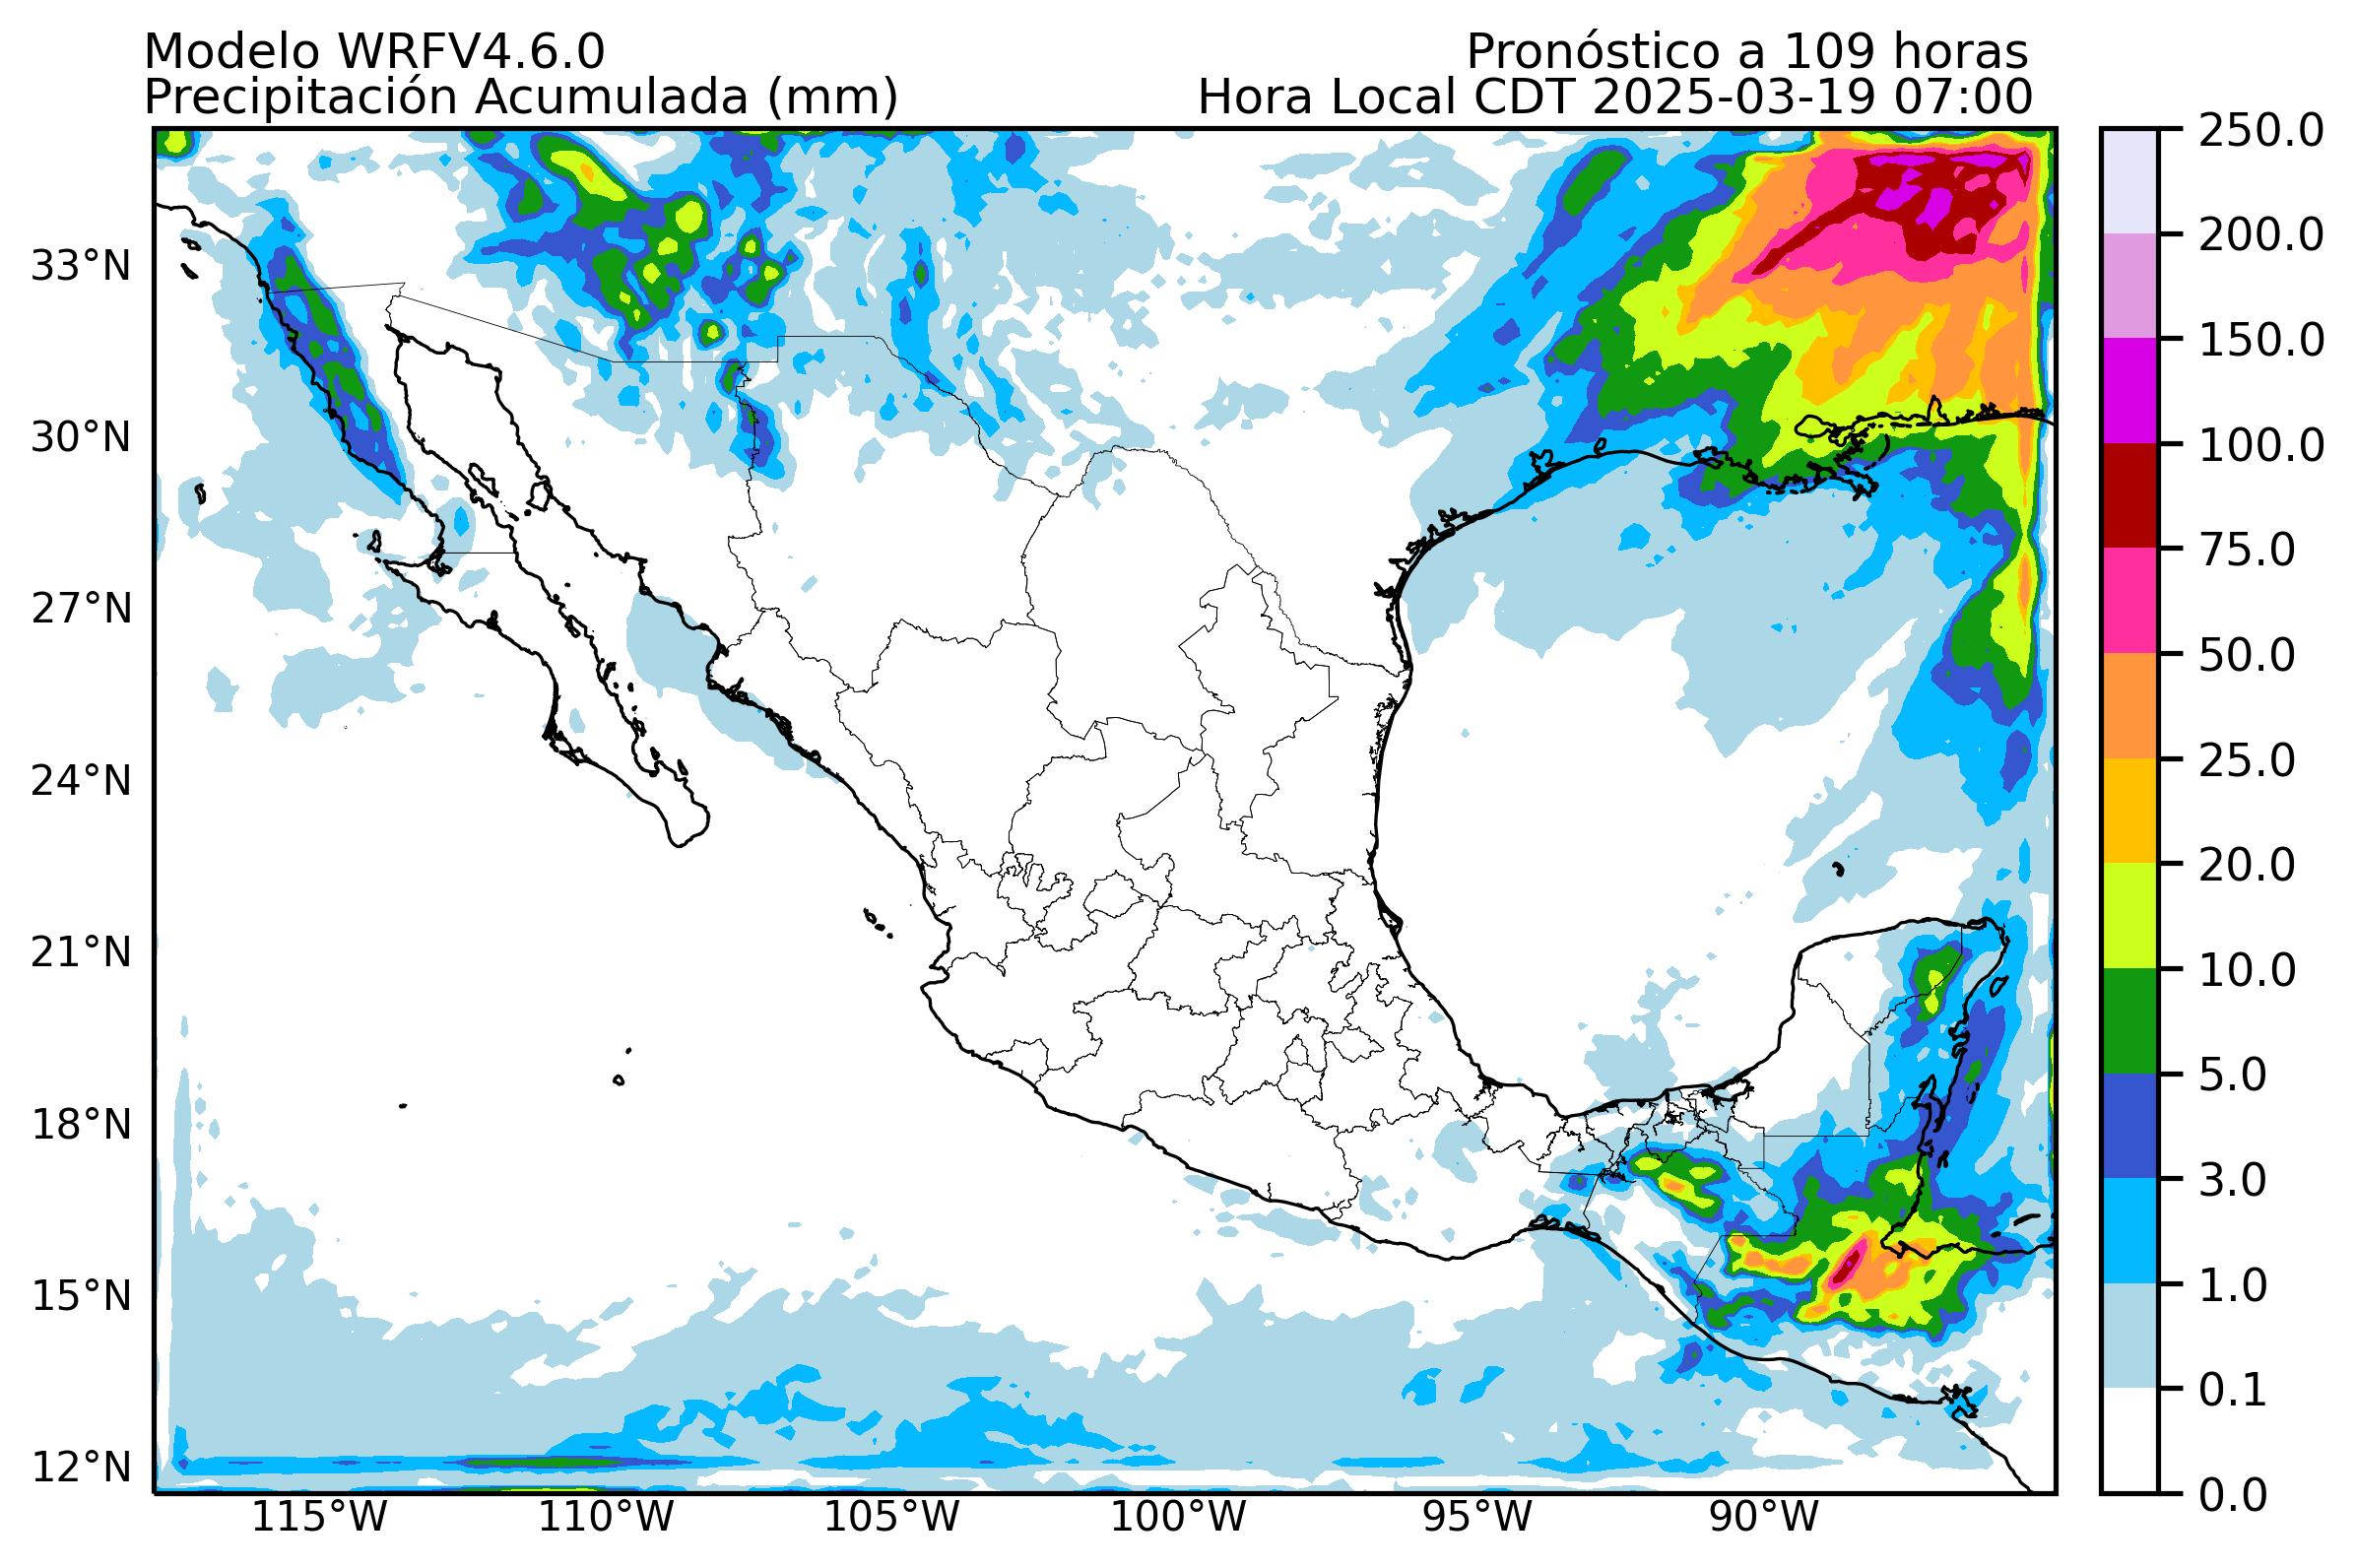 Modelo WRFV4.6.0
Pronóstico a 109 horas
Precipitación Acumulada (mm)
Hora Local CDT 2025-03-19 07:00
250.0
200.0
150.0
100.0
75.0
50.0
25.0
20.0
10.0
5.0
3.0
1.0
0.1
0.0
33°N
30°N
27°N
24°N
21°N
18°N
15°N
12°N
115°W
110°W
105°W
100°W
95°W
90°W